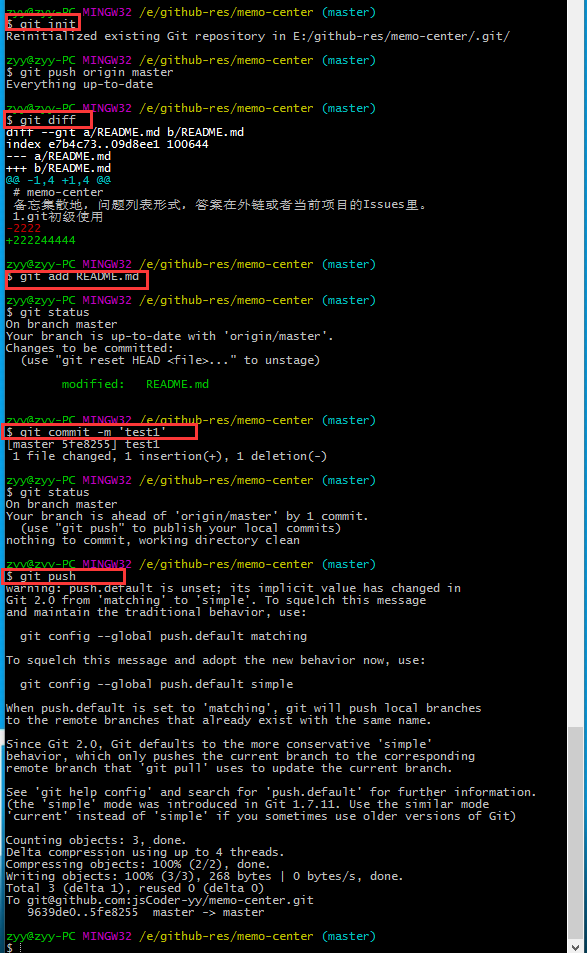 zyy@zyy-PC MINGW32 /e/github-res/memo-center (master)
$ git init
Reinitialized existing Git repository in E:/github-res/memo-center/.git/
zyy@zyy-PC MINGW32 /e/github-res/memo-center (master)
$ git push origin master
Everything up-to-date
zyy@zyy-PC MINGW32 /e/github-res/memo-center (master)
$ git diff
diff --git a/README.md b/README.md
index e7b4c73..09d8ee1 100644
--- a/README.md
+++ b/README.md
@@ -1,4 +1,4 @@
# memo-center
备忘集散地, 问题列表形式, 答案在外链或者当前项目的Issues里。
1.git初级使用
-2222
+222244444
zyy@zyy-PC MINGW32 /e/github-res/memo-center (master)
$ git add README.md
zyy@zyy-PC MINGW32 /e/github-res/memo-center (master)
$ git status
On branch master
Your branch is up-to-date with 'origin/master'.
Changes to be committed:
(use "git reset HEAD <file>..." to unstage)
modified:   README.md
zyy@zyy-PC MINGW32 /e/github-res/memo-center (master)
$ git commit -m 'test1'
[master 5fe8255] test1
1 file changed, 1 insertion(+), 1 deletion(-)
zyy@zyy-PC MINGW32 /e/github-res/memo-center (master)
$ git status
On branch master
Your branch is ahead of 'origin/master' by 1 commit.
(use "git push" to publish your local commits)
nothing to commit, working directory clean
zyy@zyy-PC MINGW32 /e/github-res/memo-center (master)
$ git push
warning: push.default is unset; its implicit value has changed in
Git 2.0 from 'matching' to 'simple'. To squelch this message
and maintain the traditional behavior, use:
git config --global push.default matching
To squelch this message and adopt the new behavior now, use:
git config --global push.default simple
When push.default is set to 'matching', git will push local branches
to the remote branches that already exist with the same name.
Since Git 2.0, Git defaults to the more conservative 'simple'
behavior, which only pushes the current branch to the corresponding
remote branch that 'git pull' uses to update the current branch.
See 'git help config' and search for 'push.default' for further information.
(the 'simple' mode was introduced in Git 1.7.11. Use the similar mode
'current' instead of 'simple' if you sometimes use older versions of Git)
Counting objects: 3, done.
Delta compression using up to 4 threads.
Compressing objects: 100% (2/2), done.
Writing objects: 100% (3/3), 268 bytes | 0 bytes/s, done.
Total 3 (delta 1), reused 0 (delta 0)
To git@github.com:jsCoder-yy/memo-center.git
9639de0..5fe8255  master -> master
zyy@zyy-PC MINGW32 /e/github-res/memo-center (master)
$